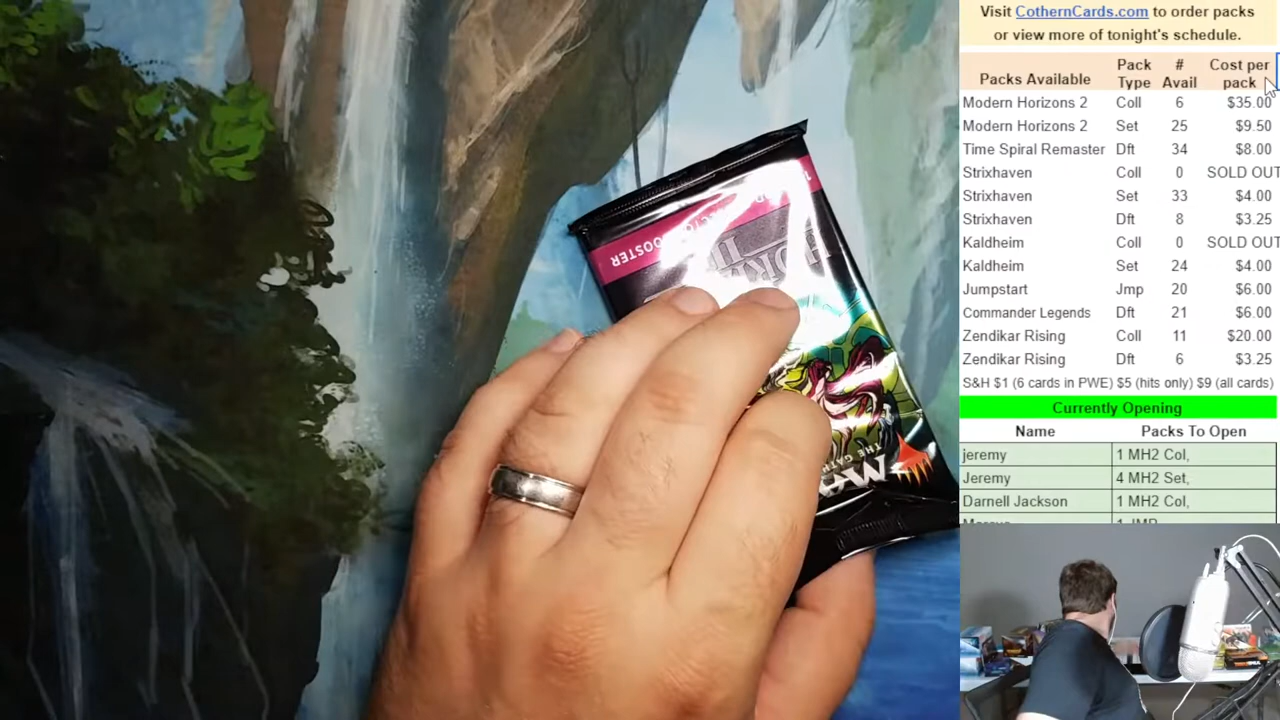 Visit CothernCards.com to order packs
or view more of tonight's schedule.
Packs Available Pack Type # Avail Cost per pack
Modern Horizons 2 Coll 6 $35.00
Modern Horizons 2 Set 25 $9.50
Time Spiral Remaster Dft 34 $8.00
Strixhaven Coll 0 SOLD OUT
Strixhaven Set 33 $4.00
Strixhaven Dft 8 $3.25
Kaldheim Coll 0 SOLD OUT
Kaldheim Set 24 $4.00
Jumpstart Jmp 20 $6.00
Commander Legends Dft 21 $6.00
Zendikar Rising Coll 11 $20.00
Zendikar Rising Dft 6 $3.25
S&H $1 (6 cards in PWE) $5 (hits only) $9 (all cards)
Currently Opening
Name Packs To Open
jeremy 1 MH2 Col,
Jeremy 4 MH2 Set,
Darnell Jackson 1 MH2 Col,
OOSTER
II
THE GATH